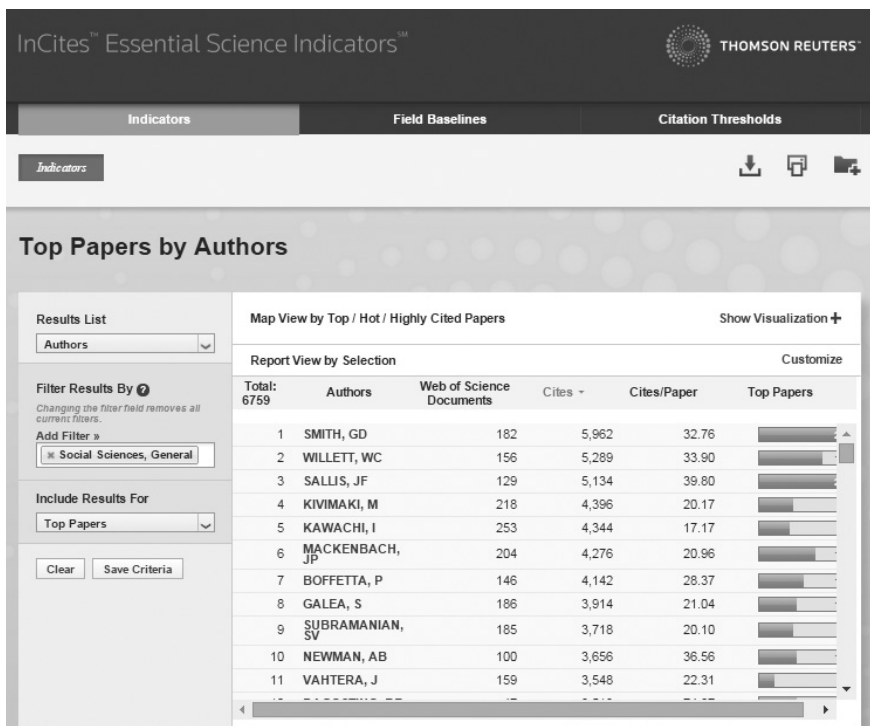 InCites™ Essential Science Indicators℠
THOMSON REUTERS™
Indicators Field Baselines Citation Thresholds
Indicators
Top Papers by Authors
Results List
Authors
Filter Results By ?
Changing the filter field removes all
current filters.
Add Filter »
× Social Sciences, General
Include Results For
Top Papers
Clear Save Criteria
Map View by Top / Hot / Highly Cited Papers Show Visualization +
Report View by Selection Customize
Total: 6759 Authors Web of Science Documents Cites Cites/Paper Top Papers
1 SMITH, GD 182 5,962 32.76
2 WILLETT, WC 156 5,289 33.90
3 SALLIS, JF 129 5,134 39.80
4 KIVIMAKI, M 218 4,396 20.17
5 KAWACHI, I 253 4,344 17.17
6 MACKENBACH, JP 204 4,276 20.96
7 BOFFETTA, P 146 4,142 28.37
8 GALEA, S 186 3,914 21.04
9 SUBRAMANIAN, SV 185 3,718 20.10
10 NEWMAN, AB 100 3,656 36.56
11 VAHTERA, J 159 3,548 22.31